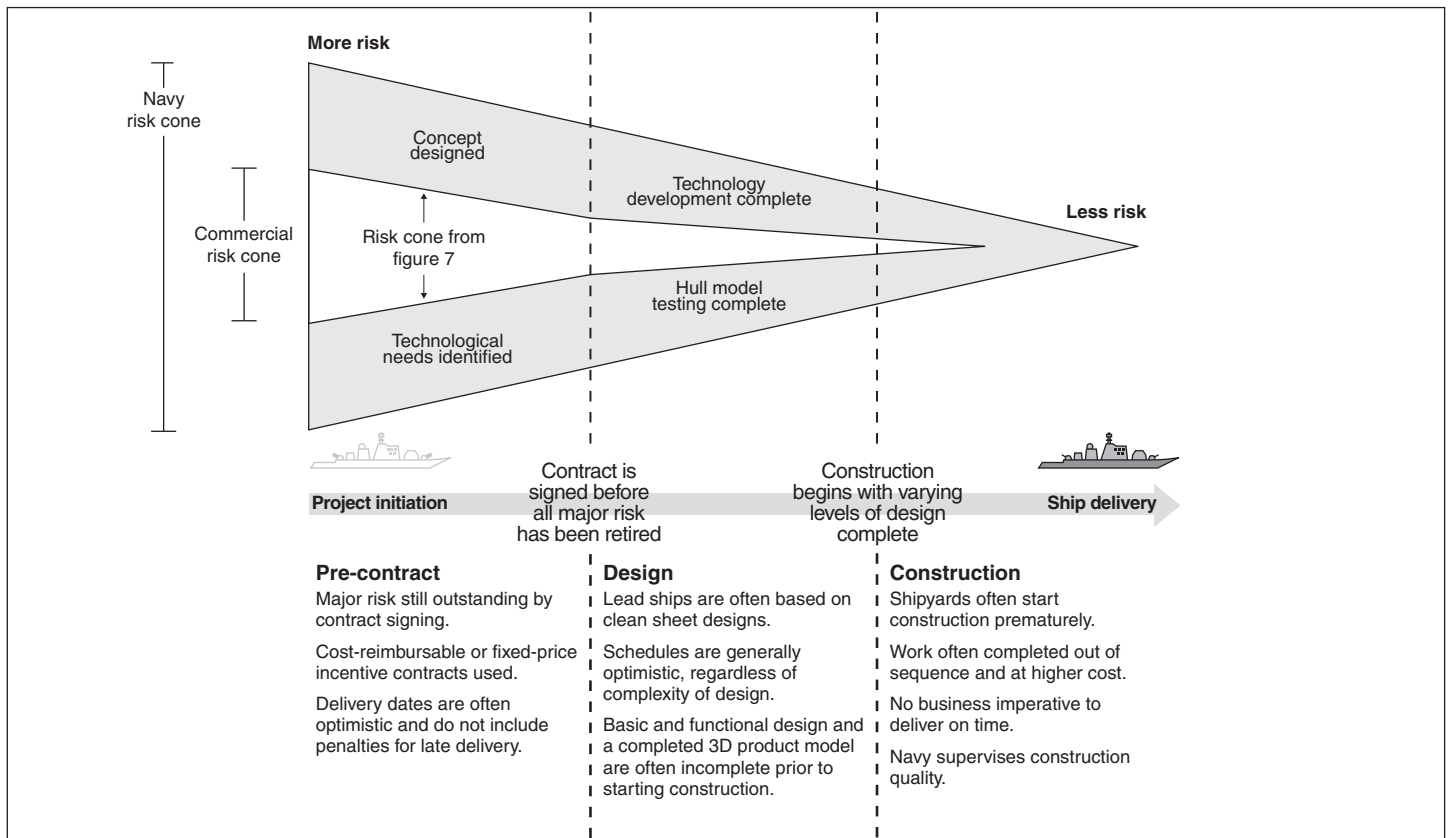 More risk
Navy
risk cone
Concept
designed
Technology
development complete
Less risk
Commercial
risk cone
Risk cone from
figure 7
Hull model
testing complete
Technological
needs identified
Project initiation
Contract is
signed before
all major risk
has been retired
Construction
begins with varying
levels of design
complete
Ship delivery
Pre-contract
Major risk still outstanding by
contract signing.
Cost-reimbursable or fixed-price
incentive contracts used.
Delivery dates are often
optimistic and do not include
penalties for late delivery.
Design
Lead ships are often based on
clean sheet designs.
Schedules are generally
optimistic, regardless of
complexity of design.
Basic and functional design and
a completed 3D product model
are often incomplete prior to
starting construction.
Construction
Shipyards often start
construction prematurely.
Work often completed out of
sequence and at higher cost.
No business imperative to
deliver on time.
Navy supervises construction
quality.